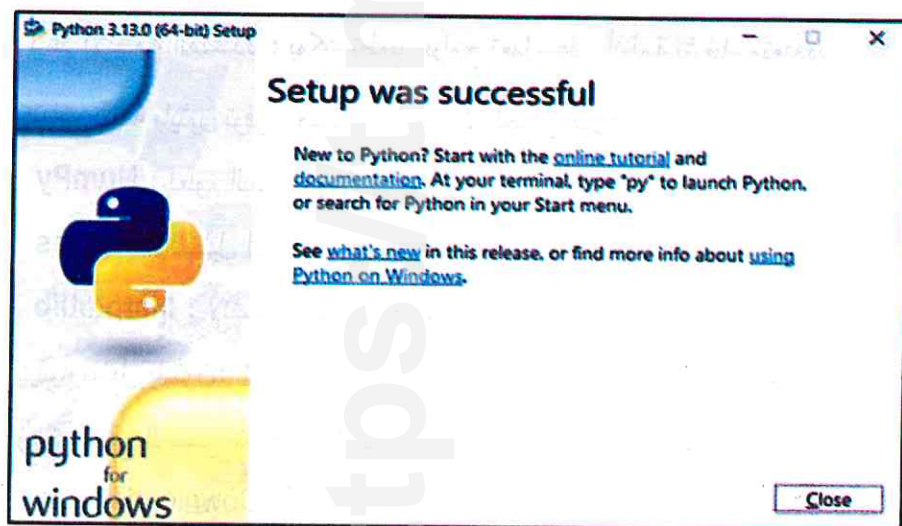 Python 3.13.0 (64-bit) Setup
Setup was successful
New to Python? Start with the online tutorial and
documentation. At your terminal, type "py" to launch Python,
or search for Python in your Start menu.
See what's new in this release, or find more info about using
Python on Windows.
python
for
windows
Close
NumPy
tps/t